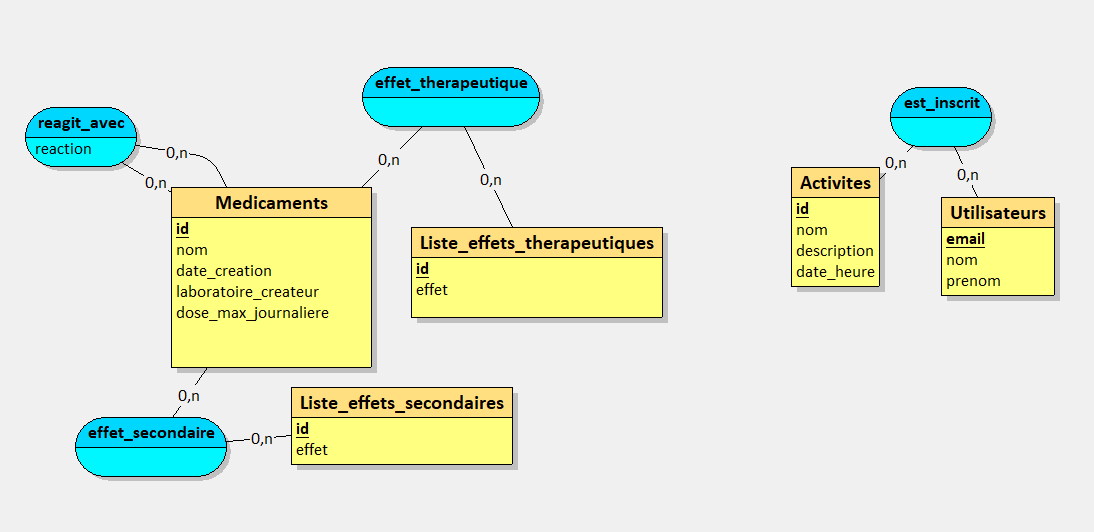 effet_therapeutique
reagit_avec
reaction
0,n
0,n
0,n
0,n
Medicaments
id
nom
date_creation
laboratoire_createur
dose_max_journaliere
Liste_effets_therapeutiques
id
effet
0,n
effet_secondaire
0,n
Liste_effets_secondaires
id
effet
est_inscrit
0,n
0,n
Activites
id
nom
description
date_heure
Utilisateurs
email
nom
prenom